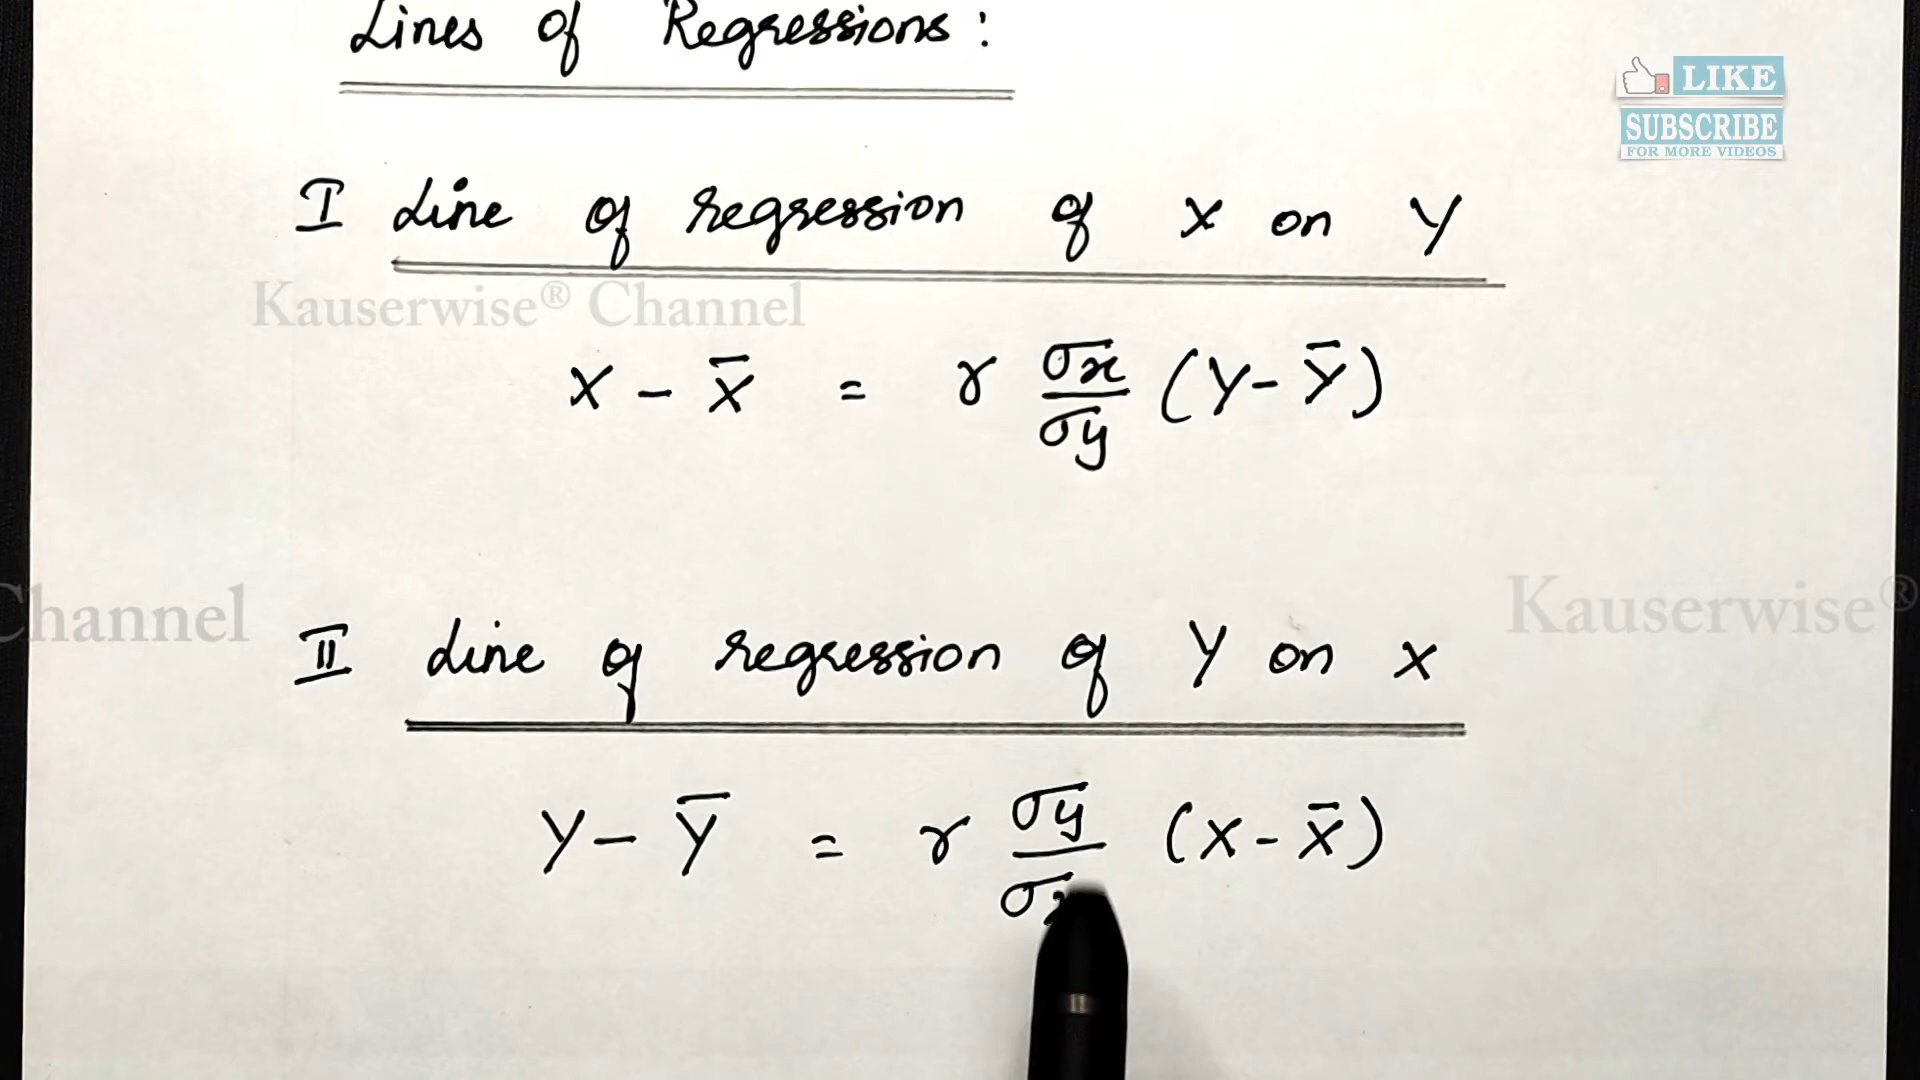 Lines of Regressions:
LIKE
SUBSCRIBE
FOR MORE VIDEOS
I Line of regression of X on Y
Kauserwise® Channel
X - X̄ = r σx/σy (Y - Ȳ)
Channel
Kauserwise®
II Line of regression of Y on X
Y - Ȳ = r σy/σx (X - X̄)